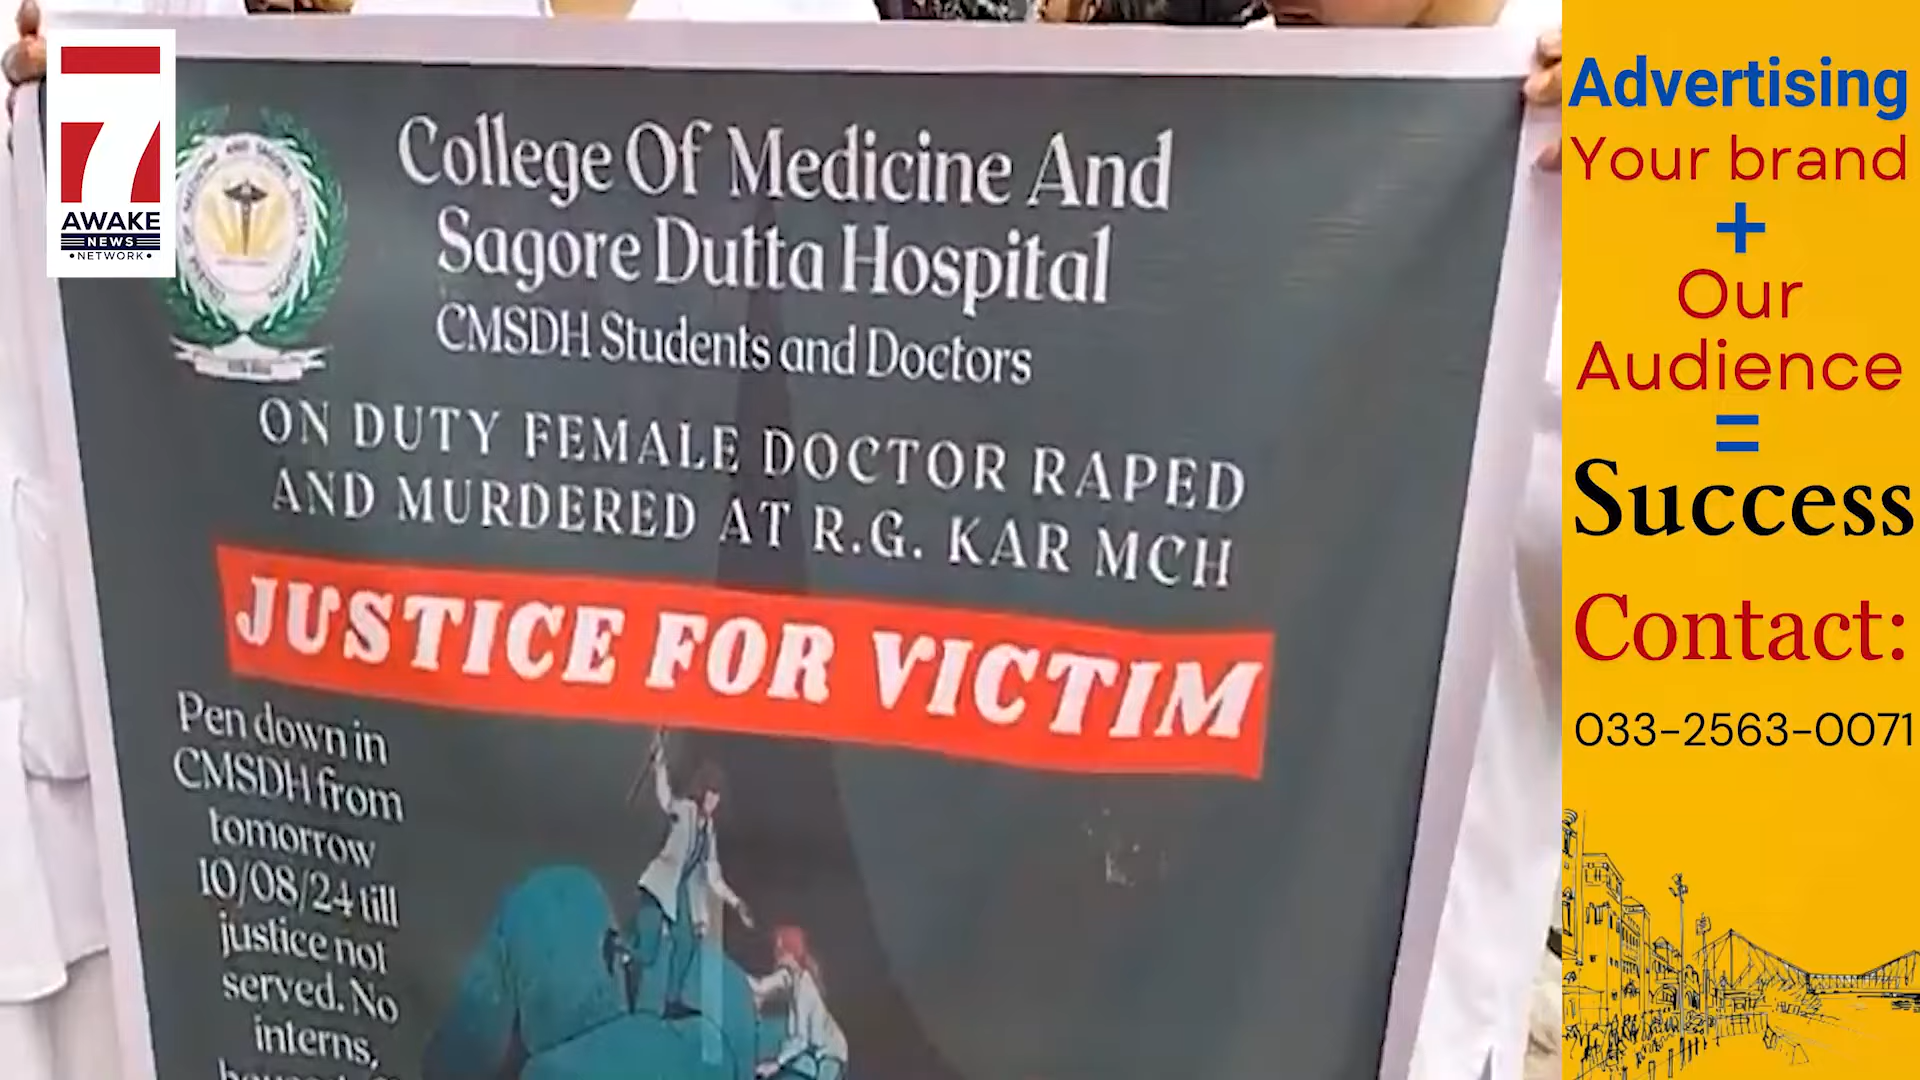 7
AWAKE
NEWS
•NETWORK•
College Of Medicine And
Sagore Dutta Hospital
CMSDH Students and Doctors
ON DUTY FEMALE DOCTOR RAPED
AND MURDERED AT R.G. KAR MCH
JUSTICE FOR VICTIM
Pen down in
CMSDH from
tomorrow
10/08/24 till
justice not
served. No
interns,
Advertising
Your brand
+
Our
Audience
=
Success
Contact:
033-2563-0071